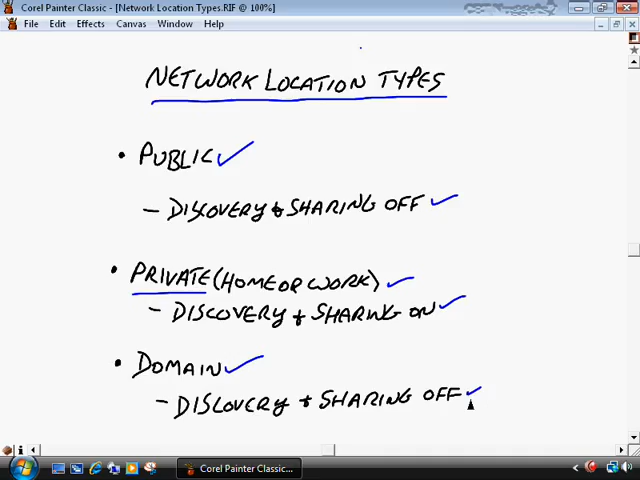 Corel Painter Classic - [Network Location Types.RIF @ 100%]
File Edit Effects Canvas Window Help
NETWORK LOCATION TYPES
• PUBLIC
- DISCOVERY & SHARING OFF
• PRIVATE (HOME OR WORK)
- DISCOVERY & SHARING ON
• DOMAIN
- DISCOVERY & SHARING OFF
Corel Painter Classic...